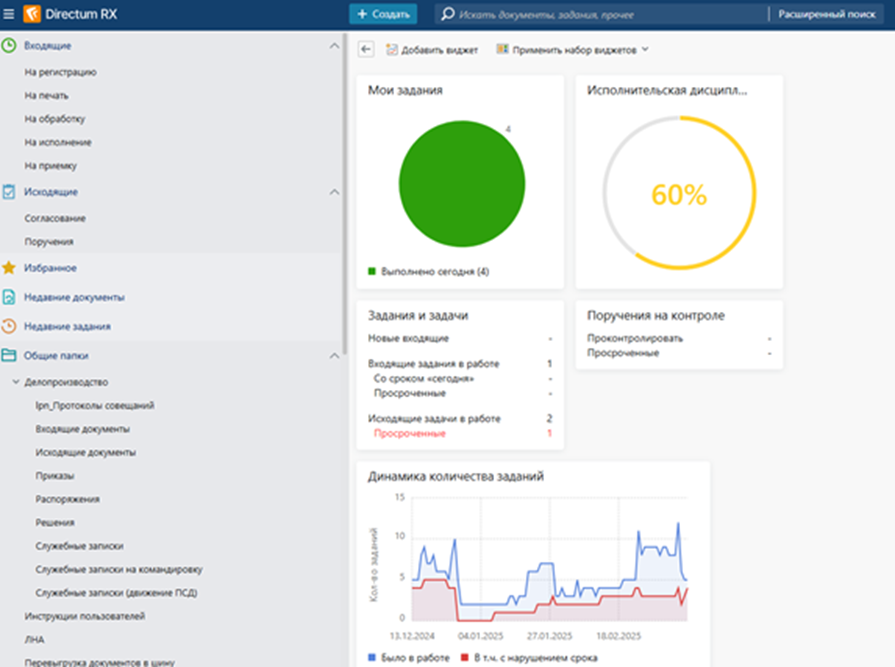 Directum RX
+ Создать
Искать документы, задания, прочее
Расширенный поиск
Входящие
На регистрацию
На печать
На обработку
На исполнение
На приемку
Исходящие
Согласование
Поручения
Избранное
Недавние документы
Недавние задания
Общие папки
Делопроизводство
lpn_Протоколы совещаний
Входящие документы
Исходящие документы
Приказы
Распоряжения
Решения
Служебные записки
Служебные записки на командировку
Служебные записки (движение ПСД)
Инструкции пользователей
ЛНА
Перевыгрузка документов в шину
Добавить виджет
Применить набор виджетов
Мои задания
4
Выполнено сегодня (4)
Исполнительская дисципл...
60%
Задания и задачи
Новые входящие -
Входящие задания в работе 1
Со сроком «сегодня» -
Просроченные -
Исходящие задачи в работе 2
Просроченные 1
Поручения на контроле
Проконтролировать -
Просроченные -
Динамика количества заданий
Кол-во заданий
15
10
5
0
13.12.2024 04.01.2025 27.01.2025 18.02.2025
Было в работе В т.ч. с нарушением срока